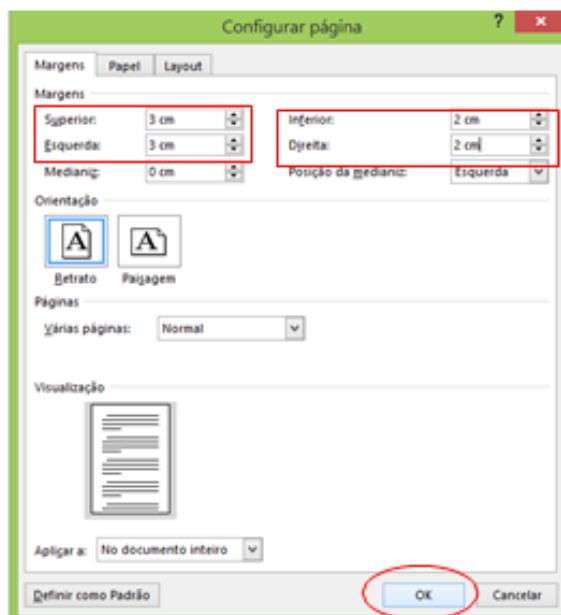 Configurar página ?
Margens Papel Layout
Margens
Superior: 3 cm Inferior: 2 cm
Esquerda: 3 cm Direita: 2 cm
Medianiz: 0 cm Posição da medianiz: Esquerda
Orientação
A A
Retrato Paisagem
Páginas
Várias páginas: Normal
Visualização
Aplicar a: No documento inteiro
Definir como Padrão OK Cancelar